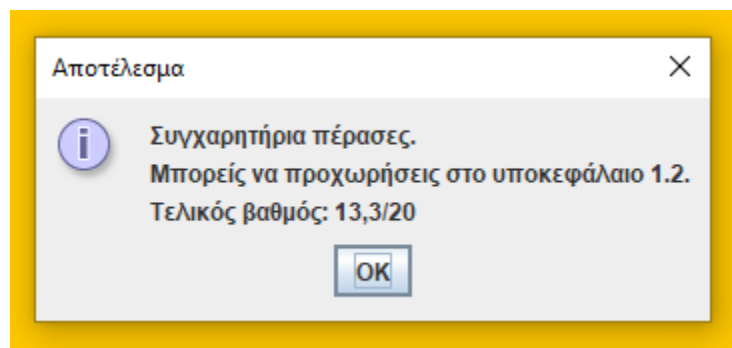 Αποτέλεσμα
Συγχαρητήρια πέρασες.
Μπορείς να προχωρήσεις στο υποκεφάλαιο 1.2.
Τελικός βαθμός: 13,3/20
OK